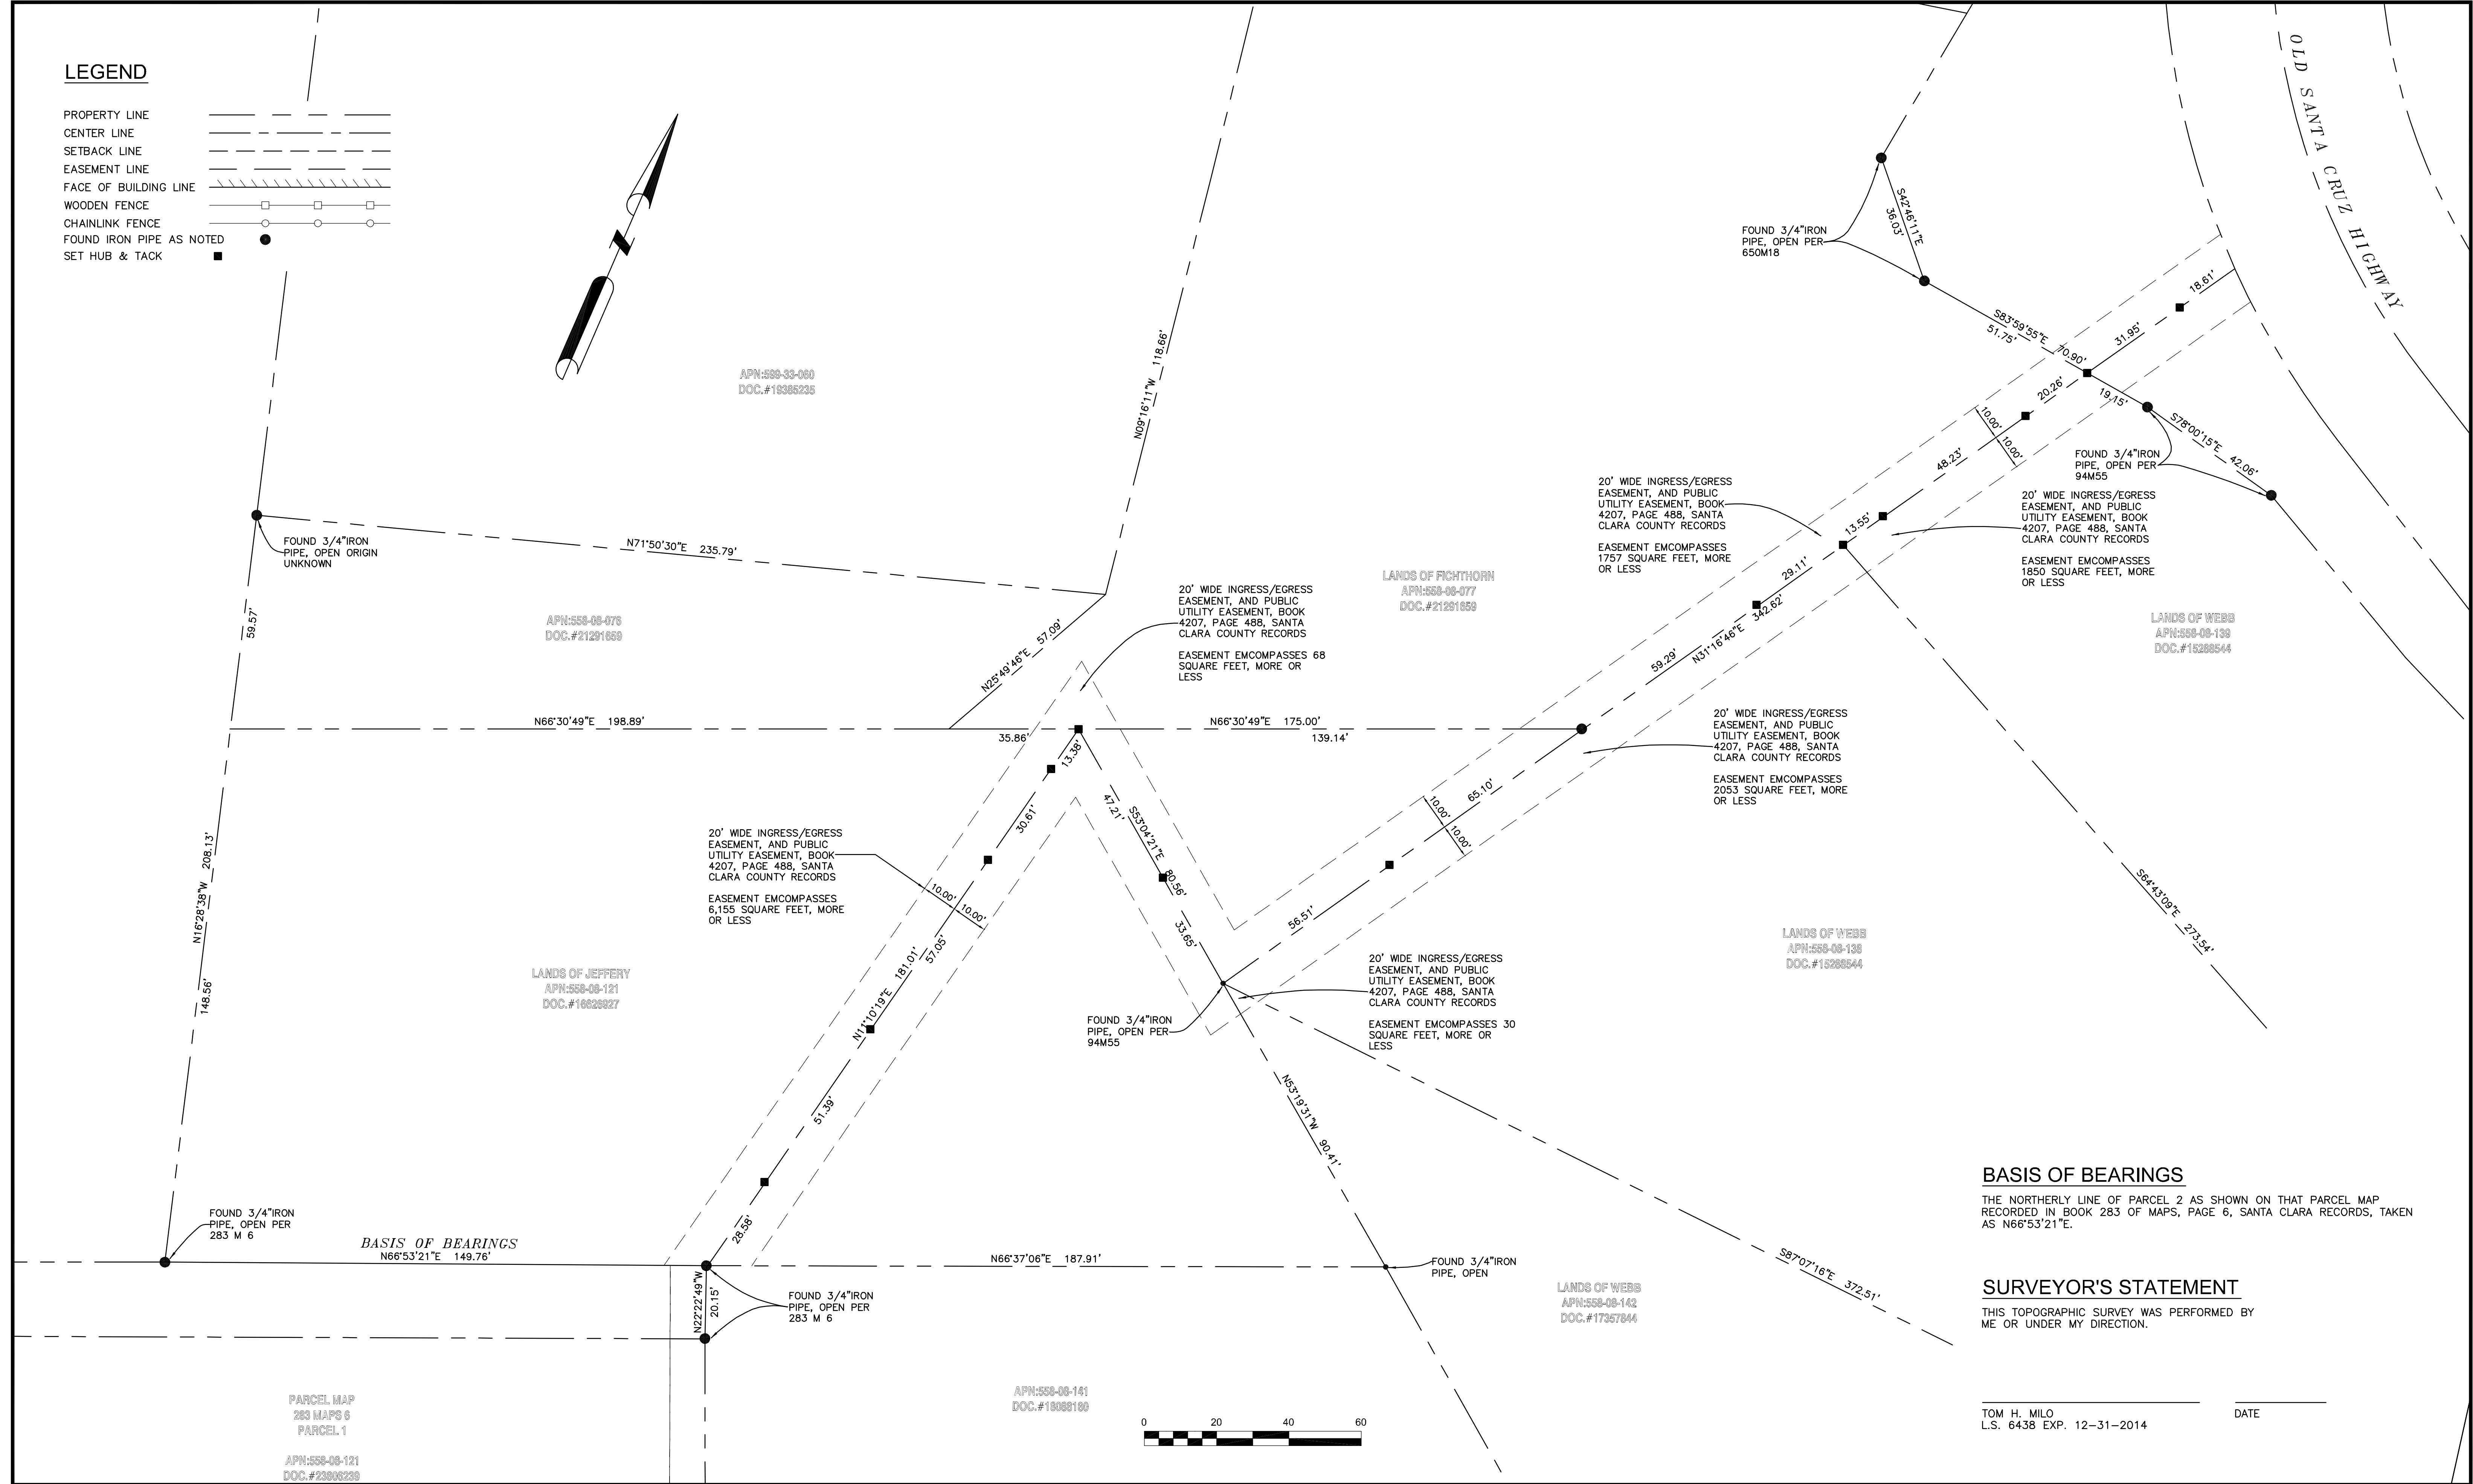 LEGEND
PROPERTY LINE
CENTER LINE
SETBACK LINE
EASEMENT LINE
FACE OF BUILDING LINE
WOODEN FENCE
CHAINLINK FENCE
FOUND IRON PIPE AS NOTED
SET HUB & TACK
APN:599-33-060
DOC.#19385235
N09°16'11"W 118.66'
OLD SANTA CRUZ HIGHWAY
FOUND 3/4"IRON
PIPE, OPEN PER
650M18
S42°46'11"E
36.03'
S83°59'55"E 70.90'
51.75'
19.15'
18.61'
31.95'
20.26'
10.00'
10.00'
48.23'
S78°00'15"E 42.06'
FOUND 3/4"IRON
PIPE, OPEN PER
94M55
20' WIDE INGRESS/EGRESS
EASEMENT, AND PUBLIC
UTILITY EASEMENT, BOOK
4207, PAGE 488, SANTA
CLARA COUNTY RECORDS
EASEMENT EMCOMPASSES
1757 SQUARE FEET, MORE
OR LESS
20' WIDE INGRESS/EGRESS
EASEMENT, AND PUBLIC
UTILITY EASEMENT, BOOK
4207, PAGE 488, SANTA
CLARA COUNTY RECORDS
EASEMENT EMCOMPASSES
1850 SQUARE FEET, MORE
OR LESS
13.55'
29.11'
59.29'
N31°16'46"E 342.62'
FOUND 3/4"IRON
PIPE, OPEN ORIGIN
UNKNOWN
N71°50'30"E 235.79'
59.57'
APN:558-08-076
DOC.#21291659
N25°49'46"E 57.09'
20' WIDE INGRESS/EGRESS
EASEMENT, AND PUBLIC
UTILITY EASEMENT, BOOK
4207, PAGE 488, SANTA
CLARA COUNTY RECORDS
EASEMENT EMCOMPASSES 68
SQUARE FEET, MORE OR
LESS
LANDS OF FICHTHORN
APN:558-08-077
DOC.#21291659
LANDS OF WEBB
APN:558-08-139
DOC.#15288544
N66°30'49"E 198.89'
35.86'
N66°30'49"E 175.00'
139.14'
20' WIDE INGRESS/EGRESS
EASEMENT, AND PUBLIC
UTILITY EASEMENT, BOOK
4207, PAGE 488, SANTA
CLARA COUNTY RECORDS
EASEMENT EMCOMPASSES
2053 SQUARE FEET, MORE
OR LESS
13.38'
30.61'
47.21'
S53°04'21"E 80.56'
33.65'
65.10'
10.00'
10.00'
56.51'
20' WIDE INGRESS/EGRESS
EASEMENT, AND PUBLIC
UTILITY EASEMENT, BOOK
4207, PAGE 488, SANTA
CLARA COUNTY RECORDS
EASEMENT EMCOMPASSES
6,155 SQUARE FEET, MORE
OR LESS
10.00'
10.00'
N16°28'38"W 208.13'
148.56'
LANDS OF JEFFERY
APN:558-08-121
DOC.#16626927
N11°10'19"E 181.01'
57.05'
51.39'
28.58'
FOUND 3/4"IRON
PIPE, OPEN PER
94M55
20' WIDE INGRESS/EGRESS
EASEMENT, AND PUBLIC
UTILITY EASEMENT, BOOK
4207, PAGE 488, SANTA
CLARA COUNTY RECORDS
EASEMENT EMCOMPASSES 30
SQUARE FEET, MORE OR
LESS
LANDS OF WEBB
APN:558-08-138
DOC.#15288544
S64°43'09"E 273.54'
N53°19'31"W 90.41'
S87°07'16"E 372.51'
FOUND 3/4"IRON
PIPE, OPEN PER
283 M 6
BASIS OF BEARINGS
N66°53'21"E 149.76'
N22°22'49"W
20.15'
FOUND 3/4"IRON
PIPE, OPEN PER
283 M 6
N66°37'06"E 187.91'
FOUND 3/4"IRON
PIPE, OPEN
LANDS OF WEBB
APN:558-08-142
DOC.#17357844
PARCEL MAP
283 MAPS 6
PARCEL 1
APN:558-08-121
DOC.#23806239
APN:558-08-141
DOC.#18088180
0 20 40 60
BASIS OF BEARINGS
THE NORTHERLY LINE OF PARCEL 2 AS SHOWN ON THAT PARCEL MAP
RECORDED IN BOOK 283 OF MAPS, PAGE 6, SANTA CLARA RECORDS, TAKEN
AS N66°53'21"E.
SURVEYOR'S STATEMENT
THIS TOPOGRAPHIC SURVEY WAS PERFORMED BY
ME OR UNDER MY DIRECTION.
TOM H. MILO
L.S. 6438 EXP. 12-31-2014
DATE